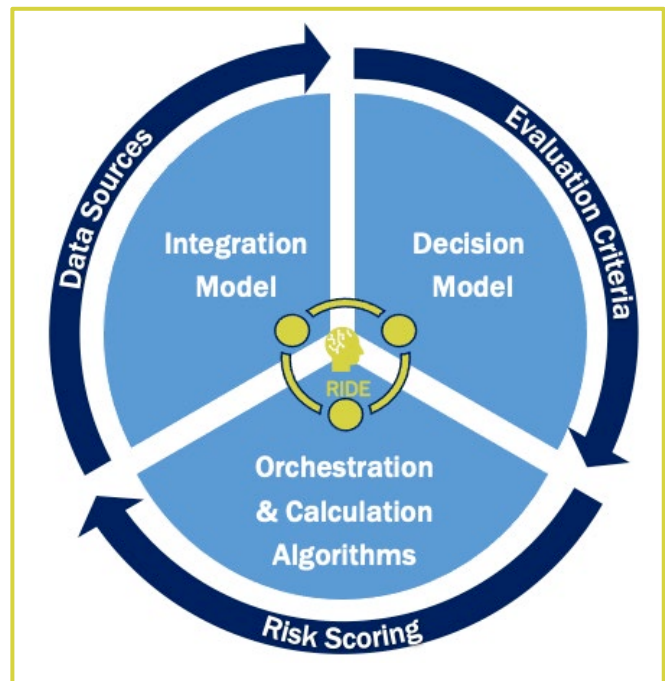 Data Sources
Evaluation Criteria
Integration
Model
Decision
Model
RIDE
Orchestration
& Calculation
Algorithms
Risk Scoring